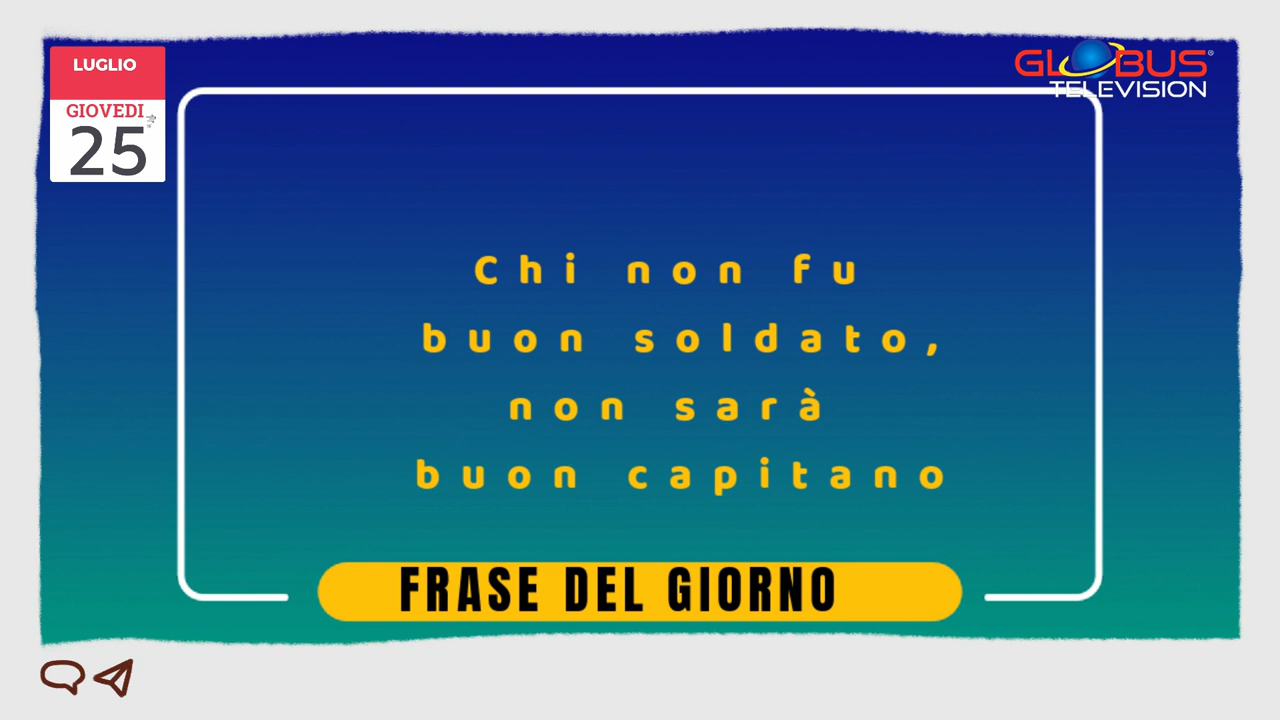 LUGLIO
GIOVEDI
25
GLOBUS®
TELEVISION
Chi non fu
buon soldato,
non sarà
buon capitano
FRASE DEL GIORNO